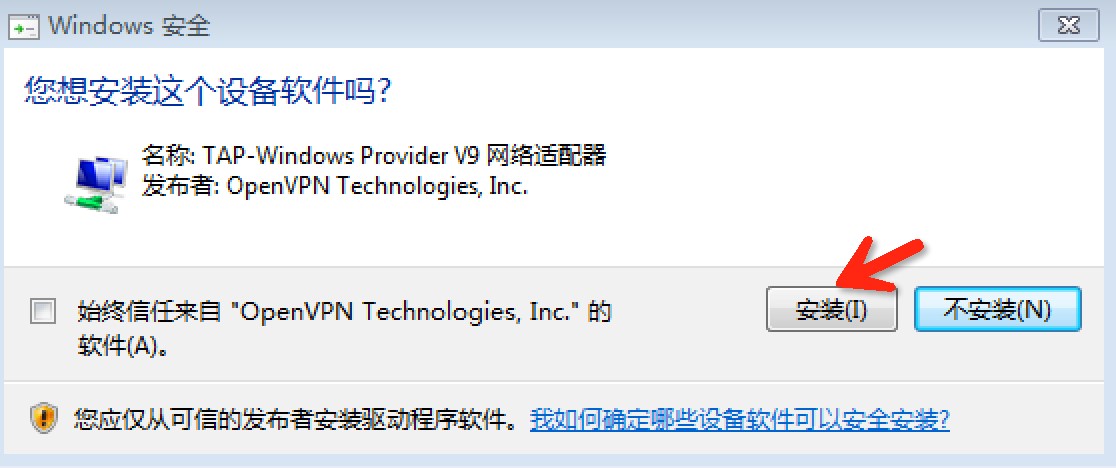 Windows 安全
您想安装这个设备软件吗?
名称: TAP-Windows Provider V9 网络适配器
发布者: OpenVPN Technologies, Inc.
始终信任来自 "OpenVPN Technologies, Inc." 的
软件(A)。
安装(I)
不安装(N)
您应仅从可信的发布者安装驱动程序软件。我如何确定哪些设备软件可以安全安装?